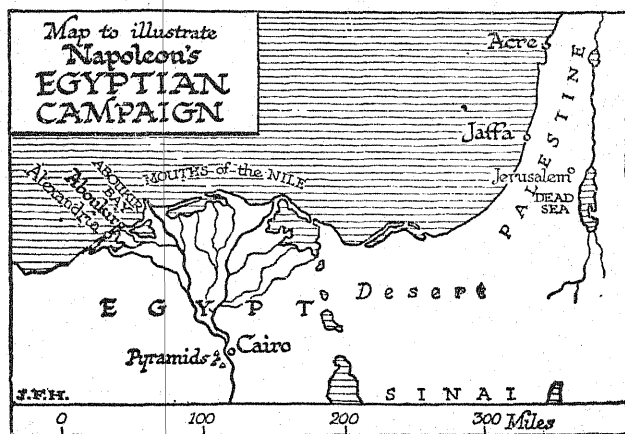 Map to illustrate
Napoleon's
EGYPTIAN
CAMPAIGN
Acre
Jaffa
PALESTINE
Jerusalem
DEAD
SEA
MOUTHS of the NILE
ABOUKIR
BAY
Aboukir
Alexandria
EGYPT
Desert
Cairo
Pyramids
J.F.H.
SINAI
0 100 200 300 Miles